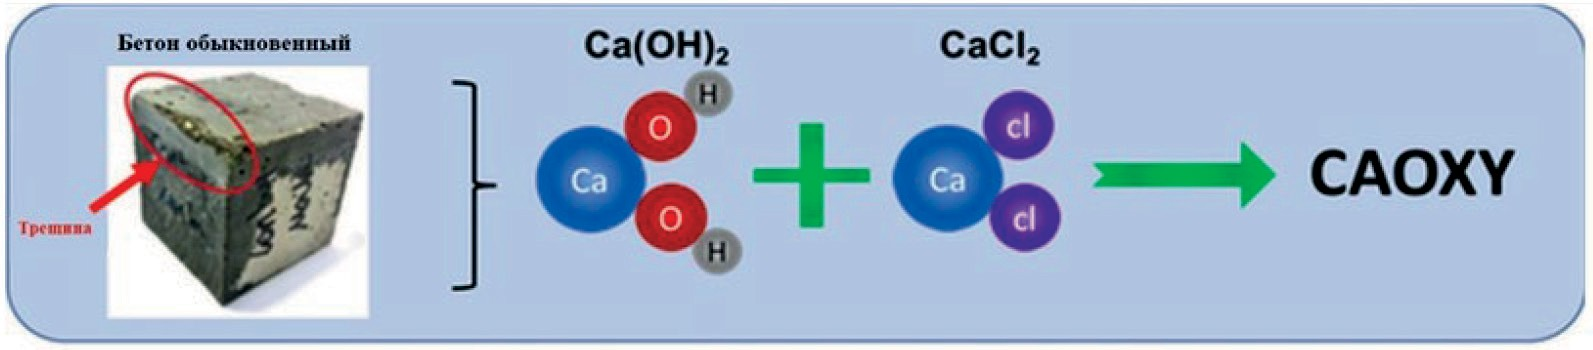 Бетон обыкновенный
Трещина
Ca(OH)₂
H
O
Ca
O
H
CaCl₂
cl
Ca
cl
CAOXY